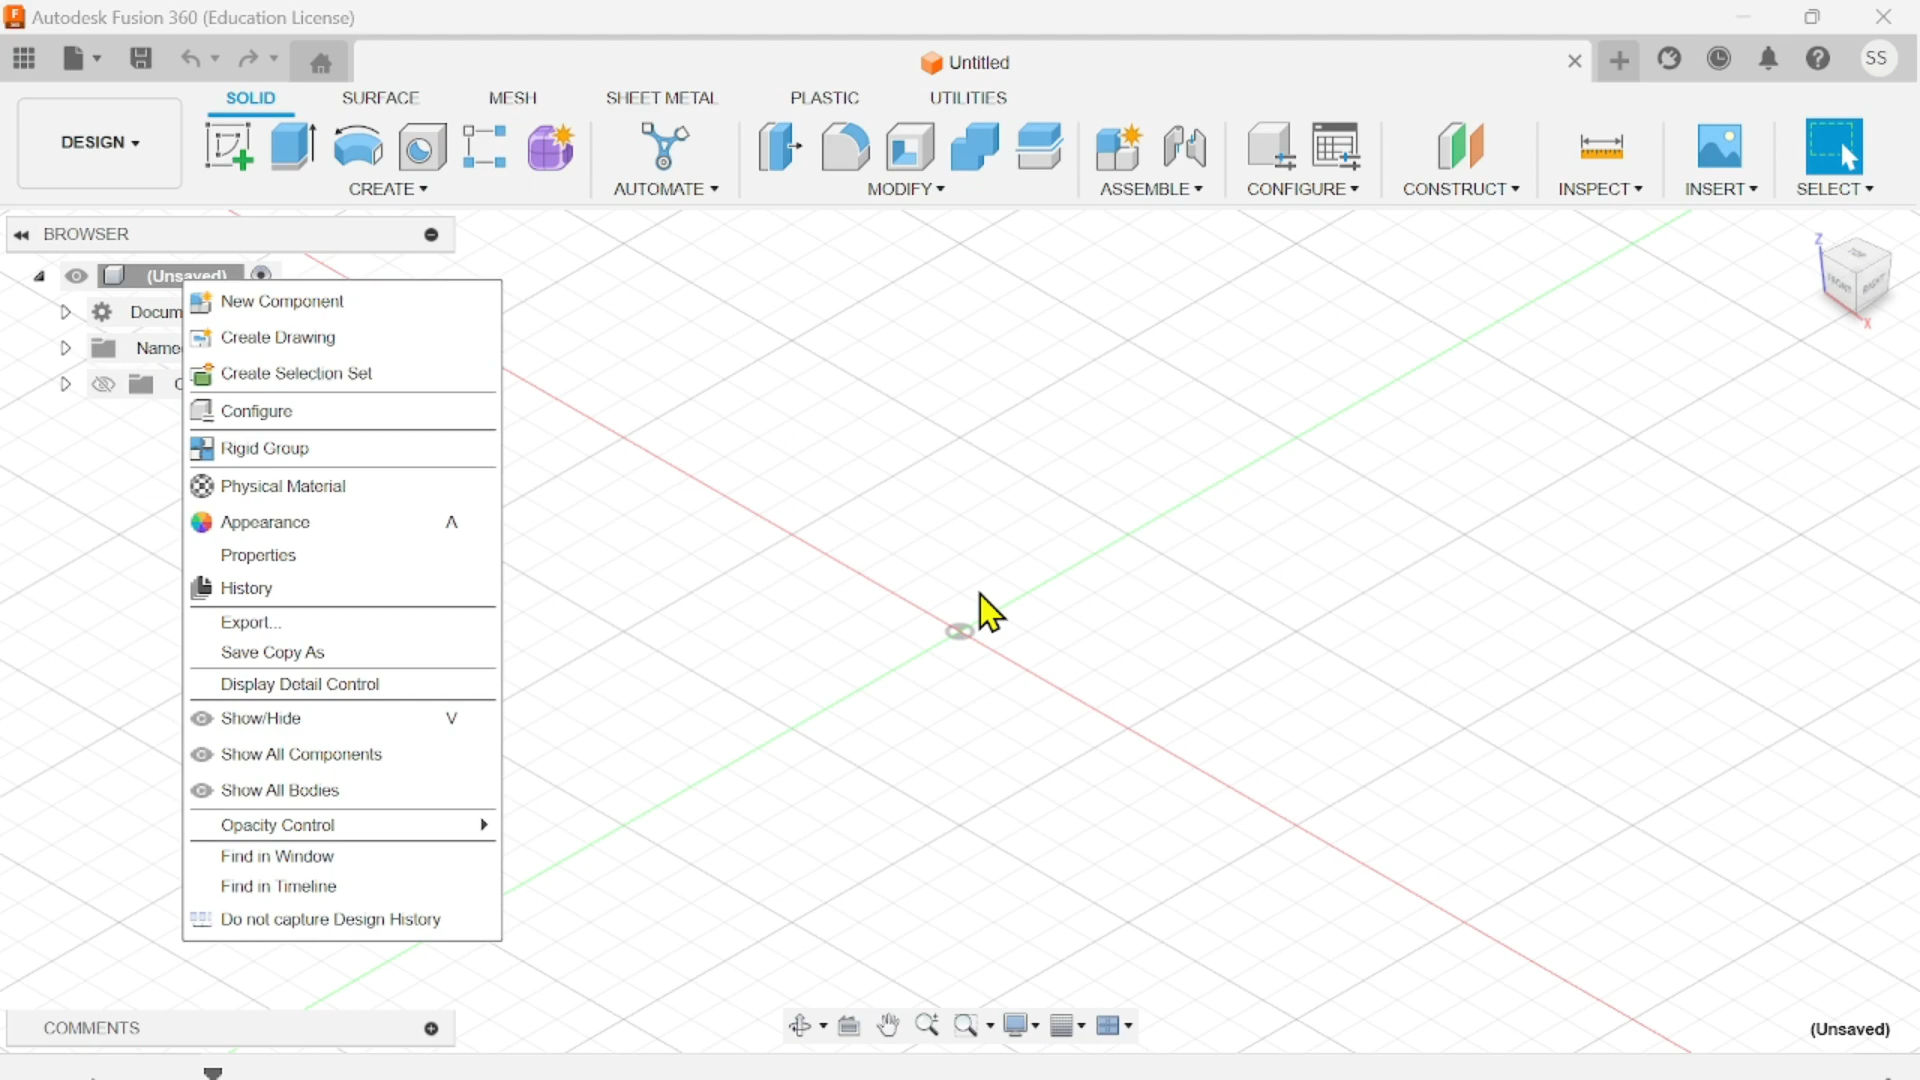 Autodesk Fusion 360 (Education License)
Untitled
SS
SOLID SURFACE MESH SHEET METAL PLASTIC UTILITIES
DESIGN
CREATE AUTOMATE MODIFY ASSEMBLE CONFIGURE CONSTRUCT INSPECT INSERT SELECT
BROWSER
(Unsaved)
Docum
Name
New Component
Create Drawing
Create Selection Set
Configure
Rigid Group
Physical Material
Appearance A
Properties
History
Export...
Save Copy As
Display Detail Control
Show/Hide V
Show All Components
Show All Bodies
Opacity Control
Find in Window
Find in Timeline
Do not capture Design History
Z
TOP
FRONT
RIGHT
X
COMMENTS
(Unsaved)